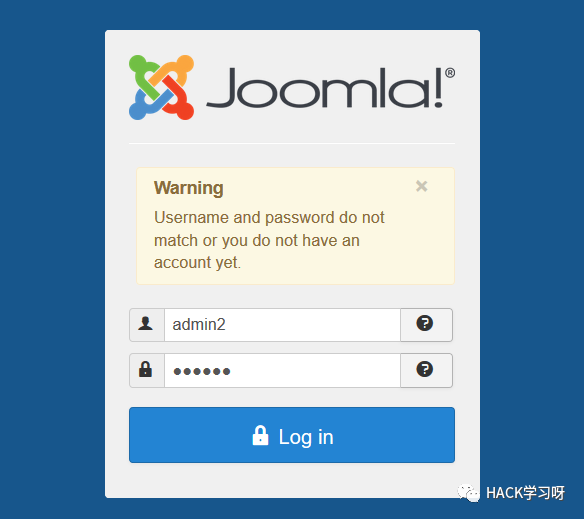 Joomla!®
Warning
×
Username and password do not
match or you do not have an
account yet.
admin2
••••••
Log in
HACK学习呀